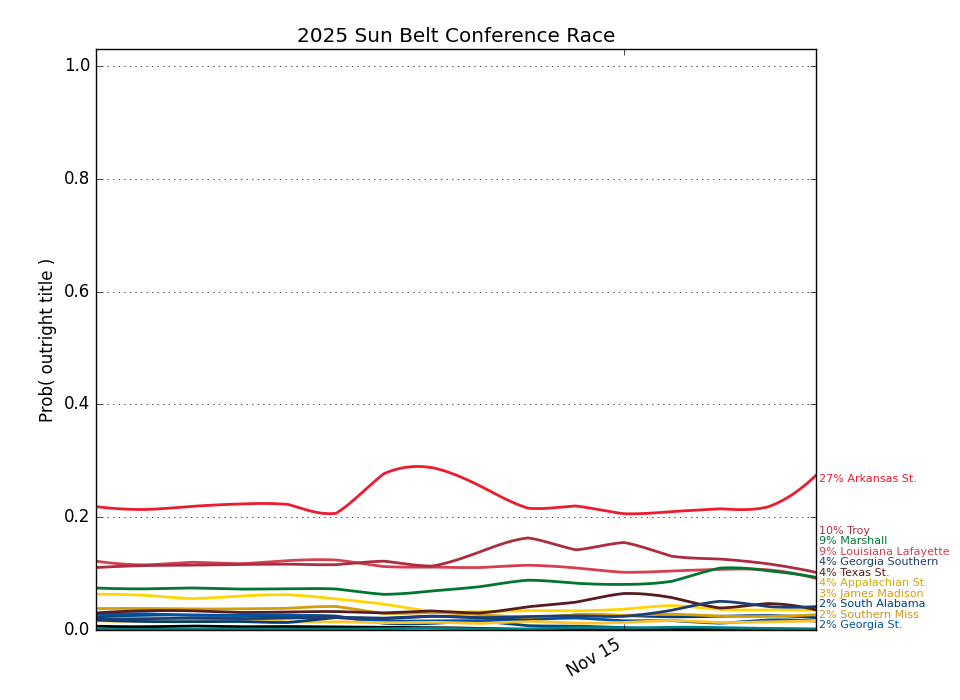 2025 Sun Belt Conference Race
Prob( outright title )
1.0
0.8
0.6
0.4
0.2
0.0
Nov 15
27% Arkansas St.
10% Troy
9% Marshall
9% Louisiana Lafayette
4% Georgia Southern
4% Texas St.
4% Appalachian St.
3% James Madison
2% South Alabama
2% Southern Miss
2% Georgia St.